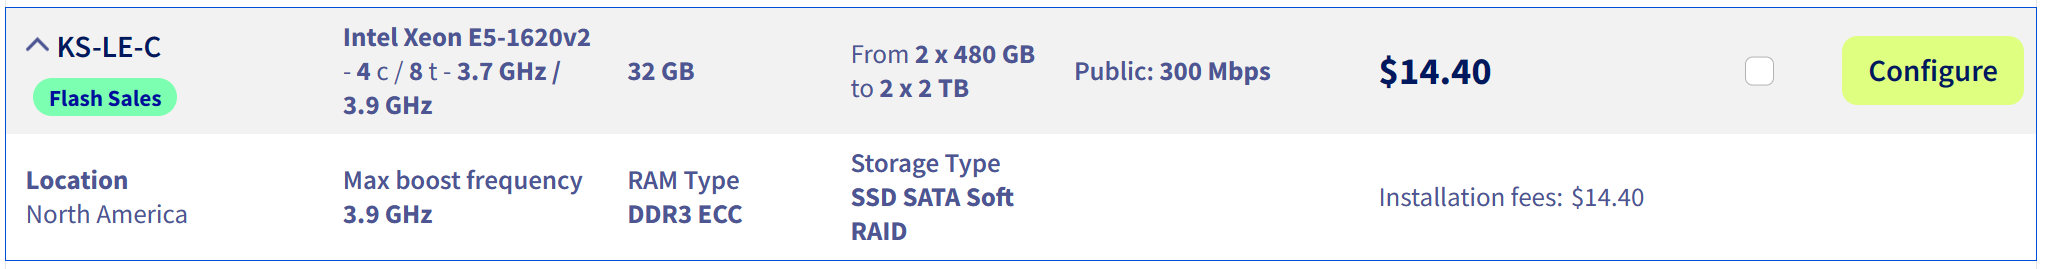 KS-LE-C
Flash Sales
Intel Xeon E5-1620v2
- 4 c / 8 t - 3.7 GHz /
3.9 GHz
32 GB
From 2 x 480 GB
to 2 x 2 TB
Public: 300 Mbps
$14.40
Configure
Location
North America
Max boost frequency
3.9 GHz
RAM Type
DDR3 ECC
Storage Type
SSD SATA Soft
RAID
Installation fees: $14.40